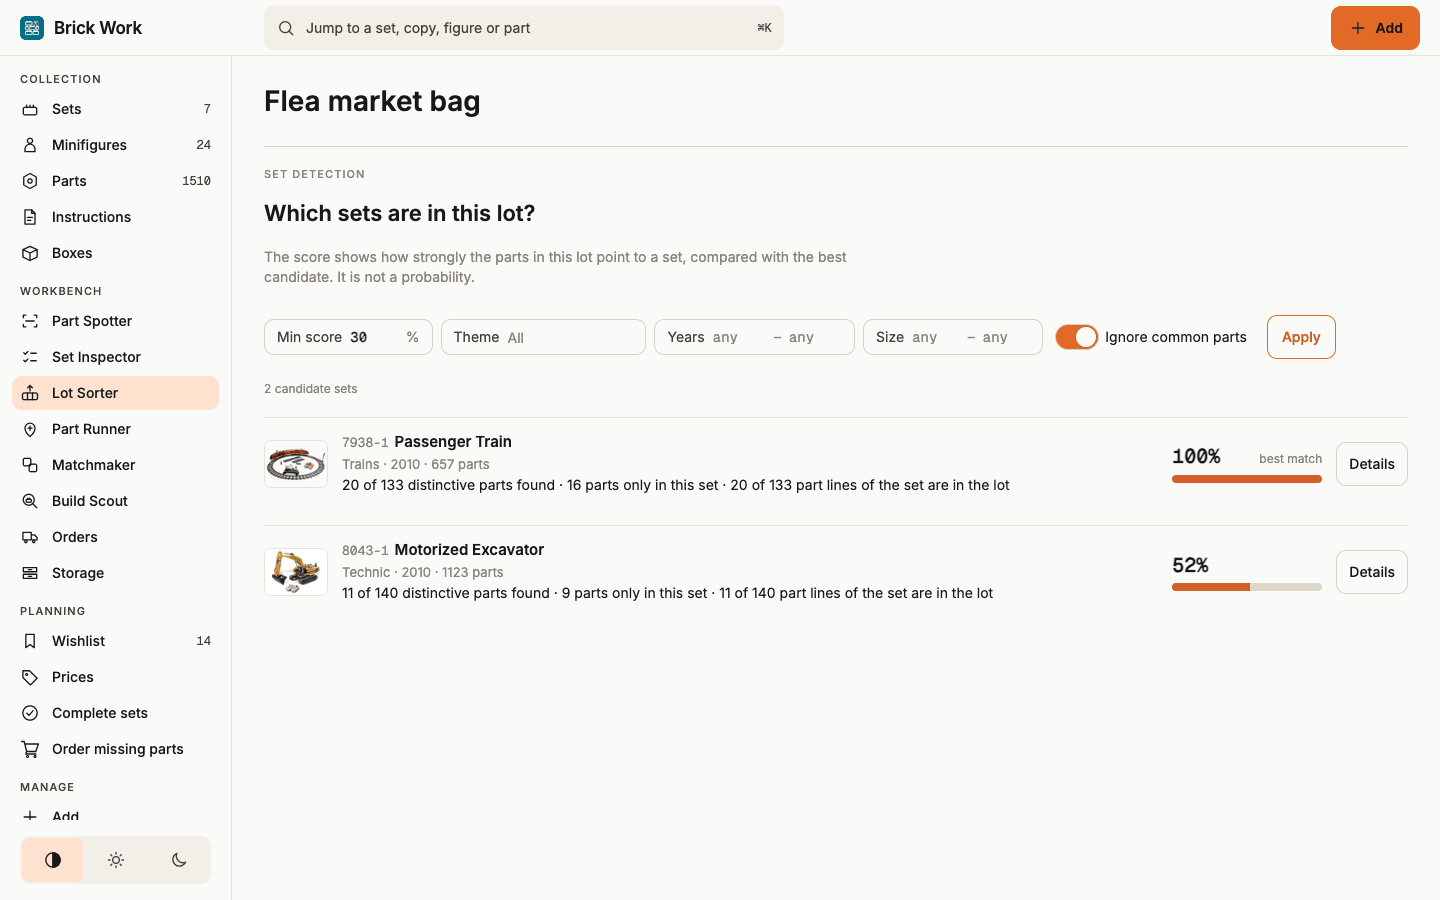 Brick Work
Jump to a set, copy, figure or part
⌘K
Add
COLLECTION
Sets 7
Minifigures 24
Parts 1510
Instructions
Boxes
WORKBENCH
Part Spotter
Set Inspector
Lot Sorter
Part Runner
Matchmaker
Build Scout
Orders
Storage
PLANNING
Wishlist 14
Prices
Complete sets
Order missing parts
MANAGE
Add
Flea market bag
SET DETECTION
Which sets are in this lot?
The score shows how strongly the parts in this lot point to a set, compared with the best
candidate. It is not a probability.
Min score 30 %
Theme All
Years any – any
Size any – any
Ignore common parts
Apply
2 candidate sets
7938-1 Passenger Train
Trains · 2010 · 657 parts
20 of 133 distinctive parts found · 16 parts only in this set · 20 of 133 part lines of the set are in the lot
100% best match
Details
8043-1 Motorized Excavator
Technic · 2010 · 1123 parts
11 of 140 distinctive parts found · 9 parts only in this set · 11 of 140 part lines of the set are in the lot
52%
Details